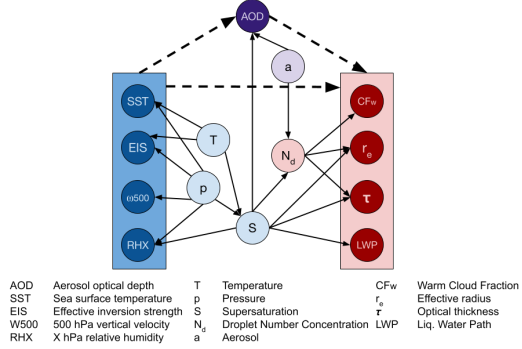 AOD
a
SST
CFw
T
EIS
re
Nd
p
ω500
τ
S
RHX
LWP
AOD Aerosol optical depth T Temperature CFw Warm Cloud Fraction
SST Sea surface temperature p Pressure re Effective radius
EIS Effective inversion strength S Supersaturation τ Optical thickness
W500 500 hPa vertical velocity Nd Droplet Number Concentration LWP Liq. Water Path
RHX X hPa relative humidity a Aerosol